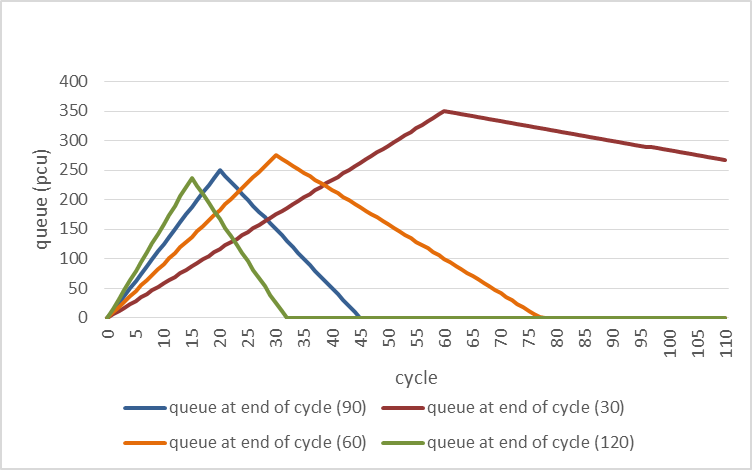 400
350
300
250
200
150
100
50
0
queue (pcu)
0 5 10 15 20 25 30 35 40 45 50 55 60 65 70 75 80 85 90 95 100 105 110
cycle
queue at end of cycle (90) queue at end of cycle (30)
queue at end of cycle (60) queue at end of cycle (120)